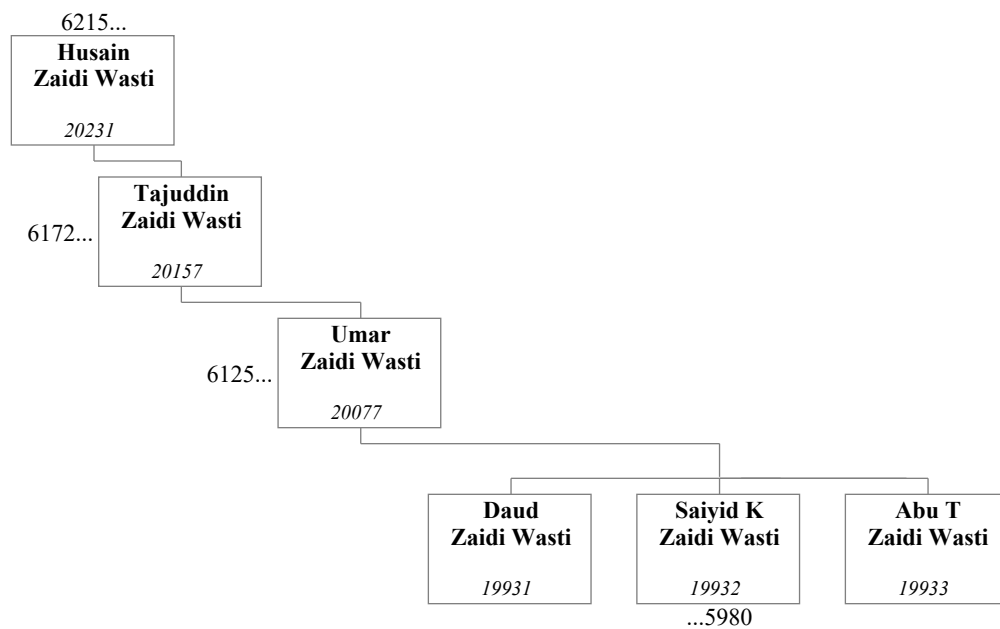 6215...
Husain
Zaidi Wasti
20231
Tajuddin
Zaidi Wasti
6172...
20157
Umar
Zaidi Wasti
6125...
20077
Daud
Zaidi Wasti
19931
Saiyid K
Zaidi Wasti
19932
Abu T
Zaidi Wasti
19933
...5980